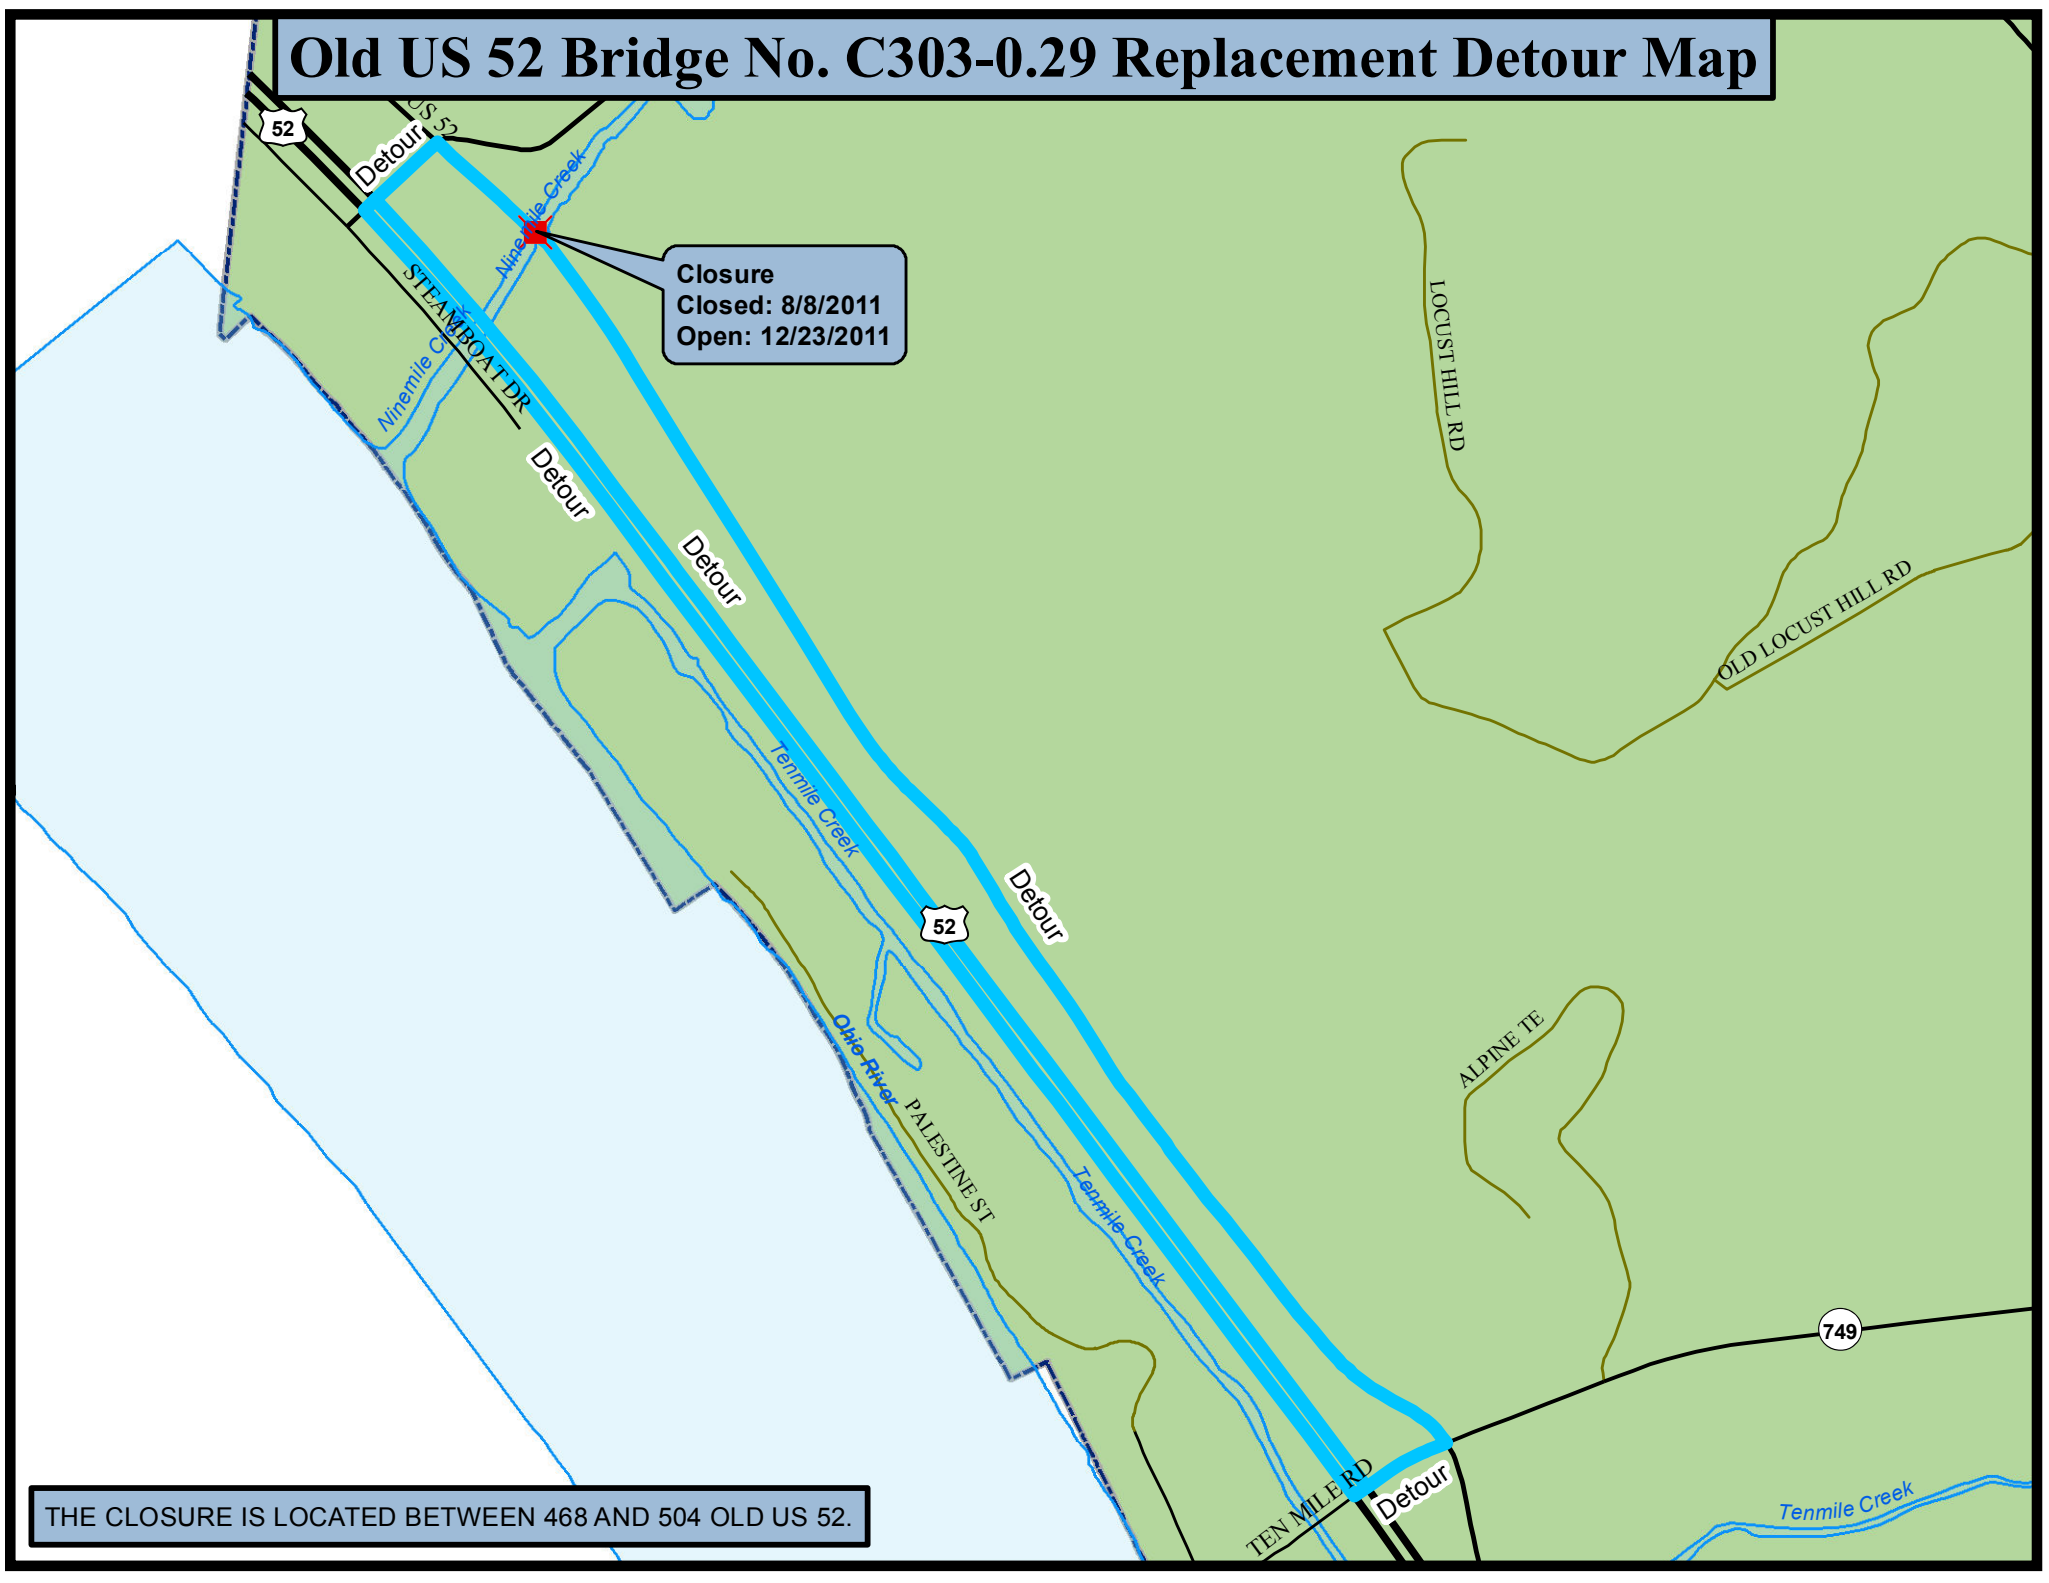 Old US 52 Bridge No. C303-0.29 Replacement Detour Map
US 52
52
Detour
Ninemile Creek
Closure
Closed: 8/8/2011
Open: 12/23/2011
STEAMBOAT DR
Ninemile Creek
LOCUST HILL RD
Detour
Detour
OLD LOCUST HILL RD
Tenmile Creek
Detour
52
Ohio River
ALPINE TE
PALESTINE ST
Tenmile Creek
749
TEN MILE RD
Detour
Tenmile Creek
THE CLOSURE IS LOCATED BETWEEN 468 AND 504 OLD US 52.